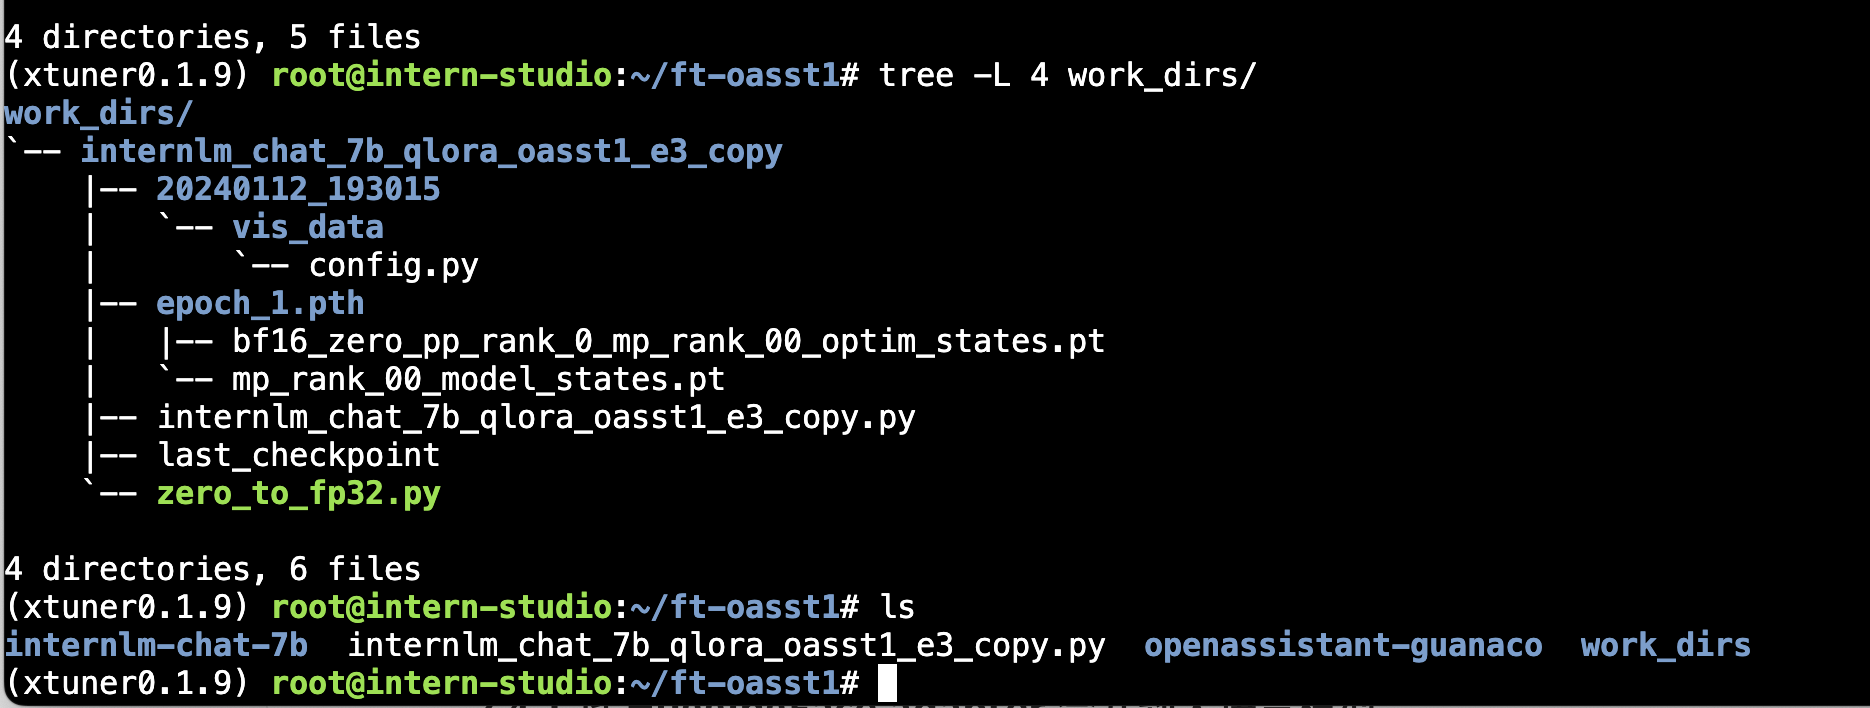 4 directories, 5 files
(xtuner0.1.9) root@intern-studio:~/ft-oasst1# tree -L 4 work_dirs/
work_dirs/
`-- internlm_chat_7b_qlora_oasst1_e3_copy
    |-- 20240112_193015
    |   `-- vis_data
    |       `-- config.py
    |-- epoch_1.pth
    |   |-- bf16_zero_pp_rank_0_mp_rank_00_optim_states.pt
    |   `-- mp_rank_00_model_states.pt
    |-- internlm_chat_7b_qlora_oasst1_e3_copy.py
    |-- last_checkpoint
    `-- zero_to_fp32.py
4 directories, 6 files
(xtuner0.1.9) root@intern-studio:~/ft-oasst1# ls
internlm-chat-7b  internlm_chat_7b_qlora_oasst1_e3_copy.py  openassistant-guanaco  work_dirs
(xtuner0.1.9) root@intern-studio:~/ft-oasst1#